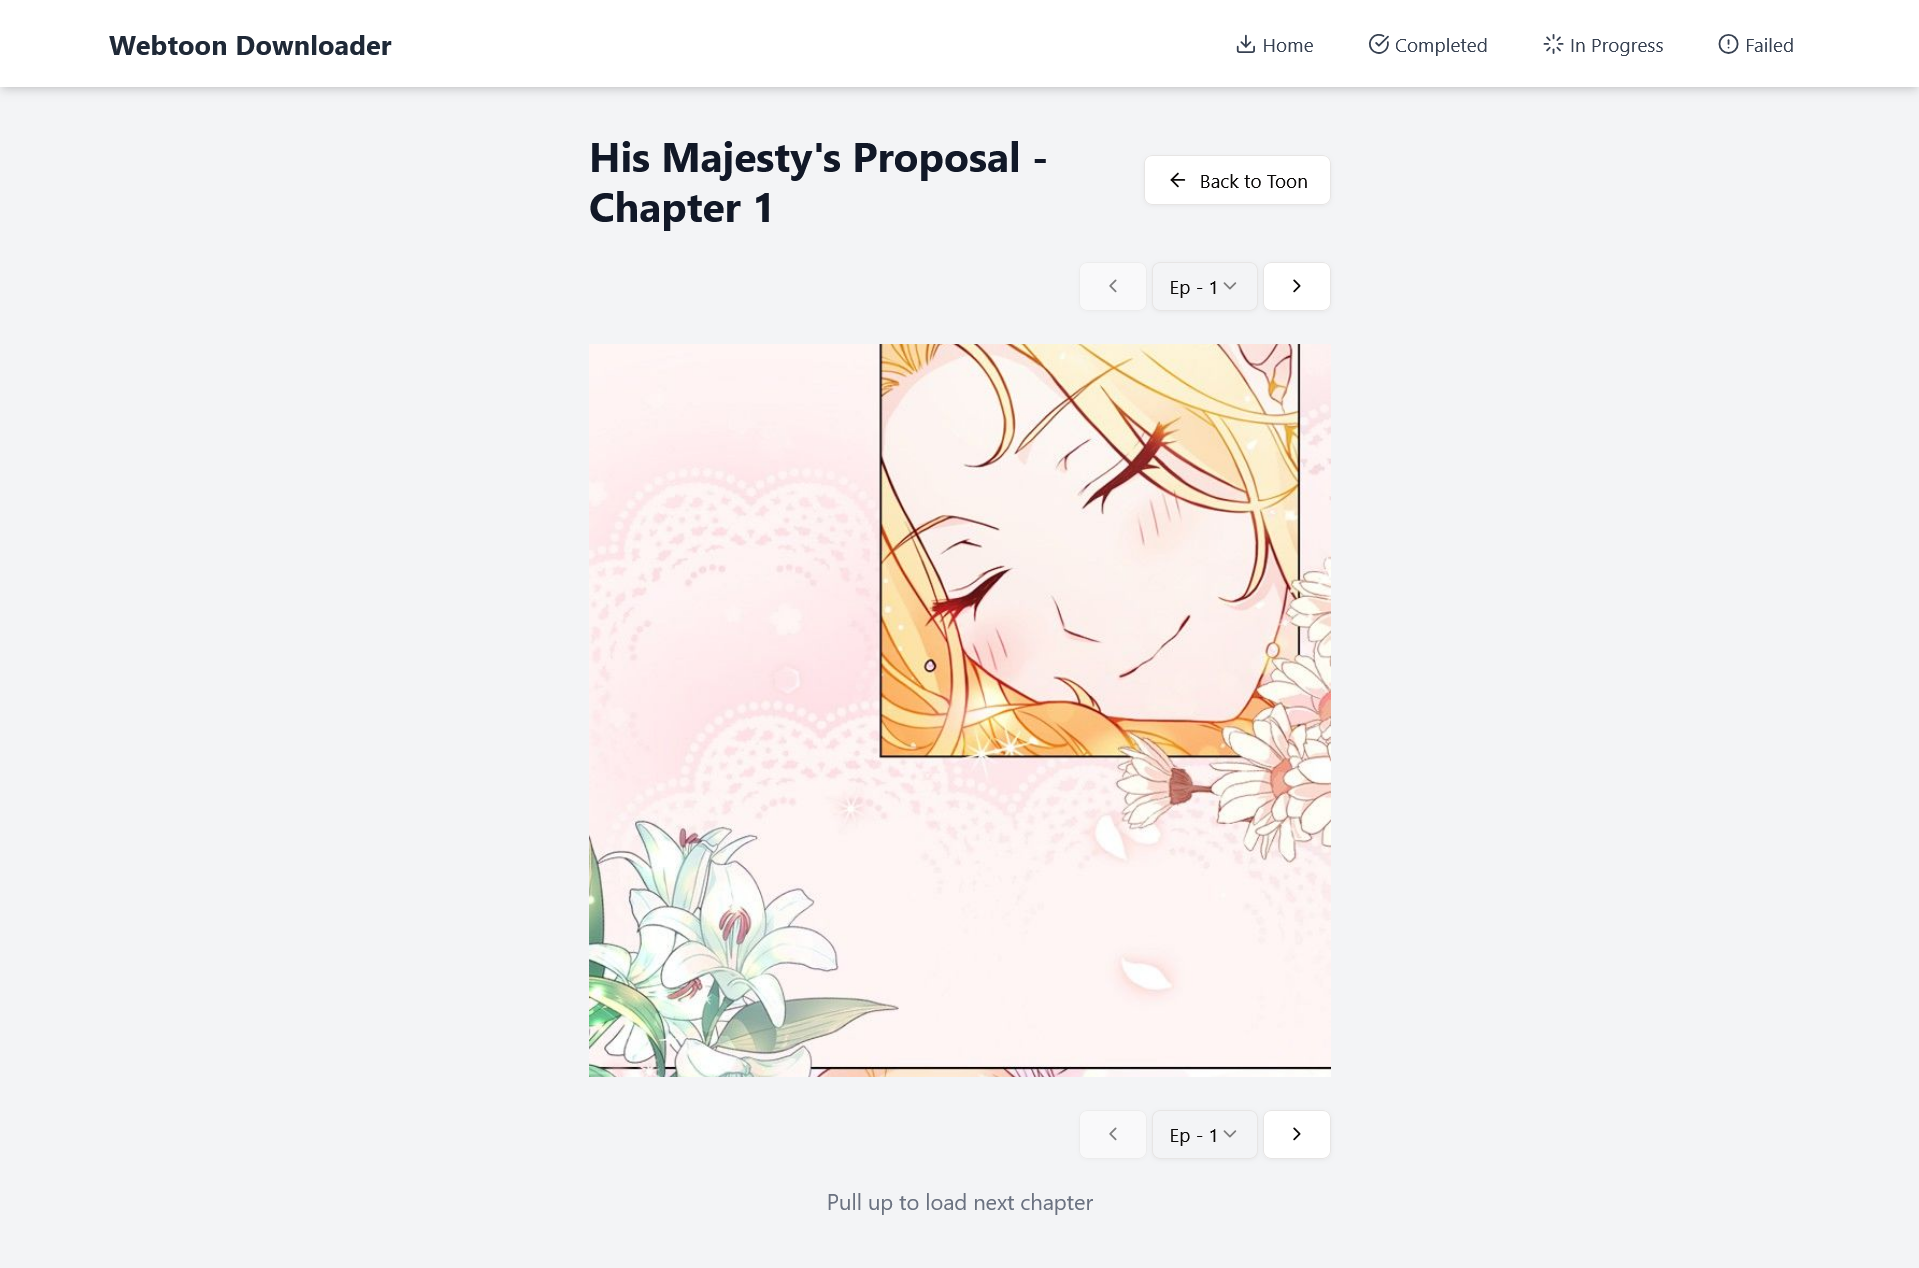 Webtoon Downloader
Home
Completed
In Progress
Failed
His Majesty's Proposal -
Chapter 1
Back to Toon
Ep - 1
Ep - 1
Pull up to load next chapter